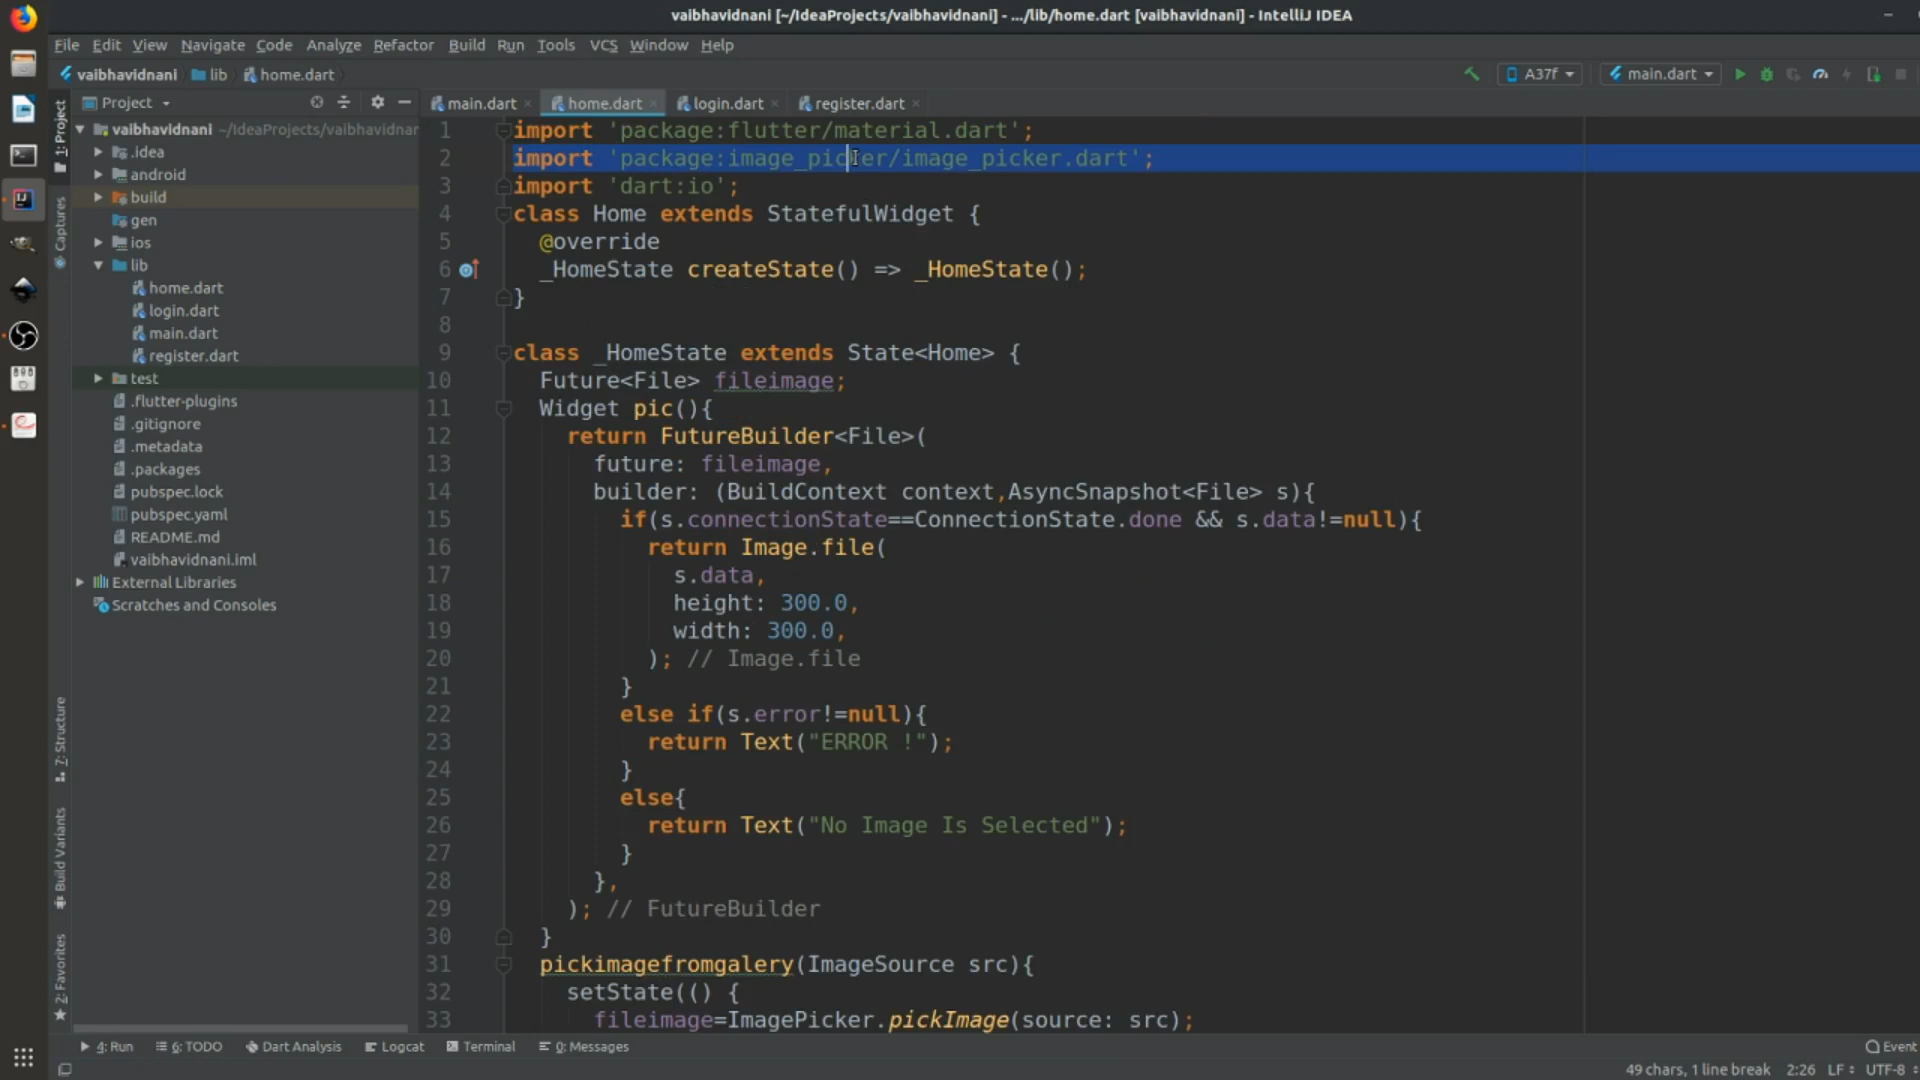 vaibhavidnani [~/IdeaProjects/vaibhavidnani] - .../lib/home.dart [vaibhavidnani] - IntelliJ IDEA
File Edit View Navigate Code Analyze Refactor Build Run Tools VCS Window Help
vaibhavidnani lib home.dart A37f main.dart
Project main.dart home.dart login.dart register.dart
1: Project
Captures
7: Structure
Build Variants
2: Favorites
vaibhavidnani ~/IdeaProjects/vaibhavidnar
.idea
android
build
gen
ios
lib
home.dart
login.dart
main.dart
register.dart
test
.flutter-plugins
.gitignore
.metadata
.packages
pubspec.lock
pubspec.yaml
README.md
vaibhavidnani.iml
External Libraries
Scratches and Consoles
1 import 'package:flutter/material.dart';
2 import 'package:image_picker/image_picker.dart';
3 import 'dart:io';
4 class Home extends StatefulWidget {
5 @override
6 _HomeState createState() => _HomeState();
7 }
8
9 class _HomeState extends State<Home> {
10 Future<File> fileimage;
11 Widget pic(){
12 return FutureBuilder<File>(
13 future: fileimage,
14 builder: (BuildContext context,AsyncSnapshot<File> s){
15 if(s.connectionState==ConnectionState.done && s.data!=null){
16 return Image.file(
17 s.data,
18 height: 300.0,
19 width: 300.0,
20 ); // Image.file
21 }
22 else if(s.error!=null){
23 return Text("ERROR !");
24 }
25 else{
26 return Text("No Image Is Selected");
27 }
28 },
29 ); // FutureBuilder
30 }
31 pickimagefromgalery(ImageSource src){
32 setState(() {
33 fileimage=ImagePicker.pickImage(source: src);
4: Run 6: TODO Dart Analysis Logcat Terminal 0: Messages Event
49 chars, 1 line break 2:26 LF UTF-8